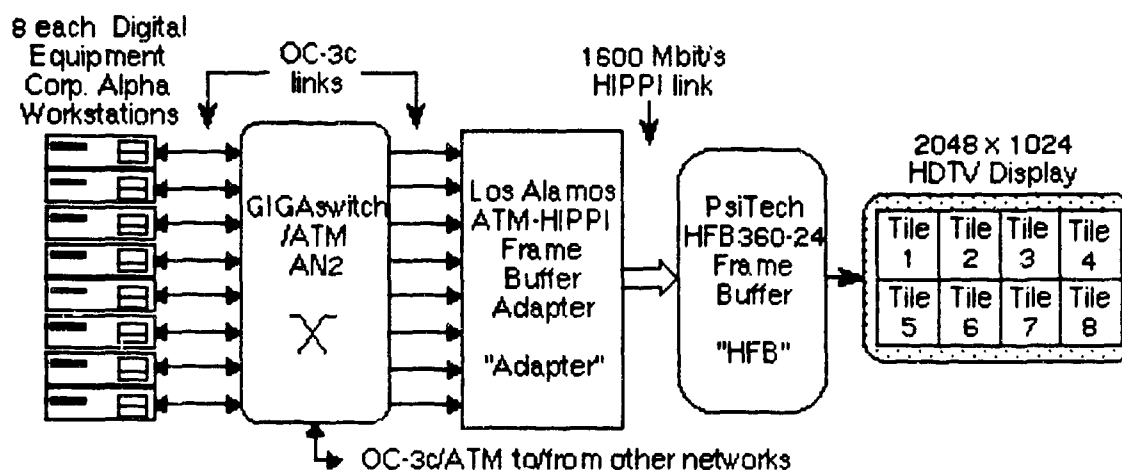 8 each Digital
Equipment
Corp. Alpha
Workstations
OC-3c
links
1600 Mbit's
HIPPI link
GIGAswitch
/ATM
AN2
Los Alamos
ATM-HIPPI
Frame
Buffer
Adapter
"Adapter"
PsiTech
HFB360-24
Frame
Buffer
"HFB"
2048 X 1024
HDTV Display
Tile
1
Tile
2
Tile
3
Tile
4
Tile
5
Tile
6
Tile
7
Tile
8
OC-3c/ATM to/from other networks